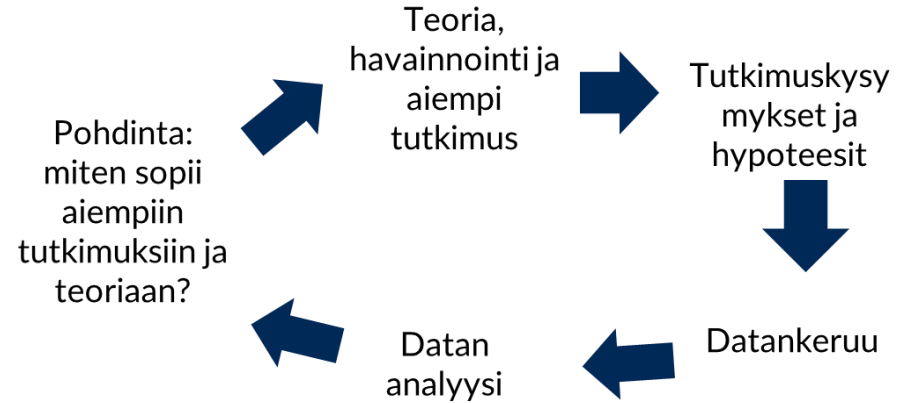 Teoria,
havainnointi ja
aiempi
tutkimus
Tutkimuskysy
mykset ja
hypoteesit
Datankeruu
Datan
analyysi
Pohdinta:
miten sopii
aiempiin
tutkimuksiin ja
teoriaan?